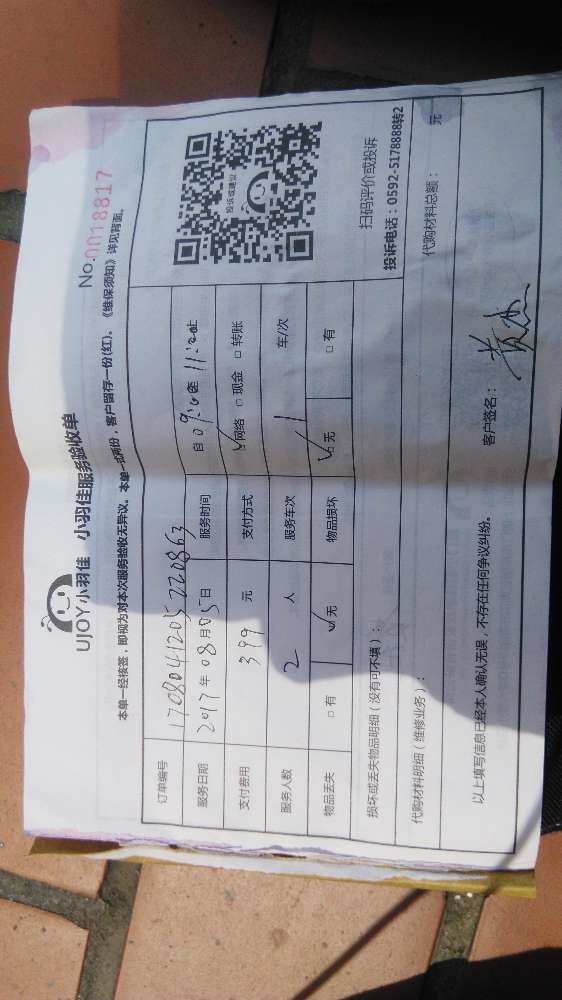 UJOY小羽佳 小羽佳服务验收单
No.0018817
本单一经核签，即视为对本次服务验收无异议。本单一式两份，客户留存一份(红)。《维保须知》详见背面。
订单编号 170804120522 0863
服务日期 2017年08月05日 服务时间 自09:00至11:20止
支付费用 399 元 支付方式 ☑网络 □现金 □转账
服务人数 2 人 服务车次 1 车/次
物品丢失 □有 ☑无 物品损坏 ☑无 □有
投诉或建议
扫码评价或投诉
投诉电话：0592-5178888转2
损坏或丢失物品明细（没有可不填）：
代购材料明细（维修业务）： 代购材料总额： 元
以上填写信息已经本人确认无误，不存在任何争议纠纷。 客户签名：